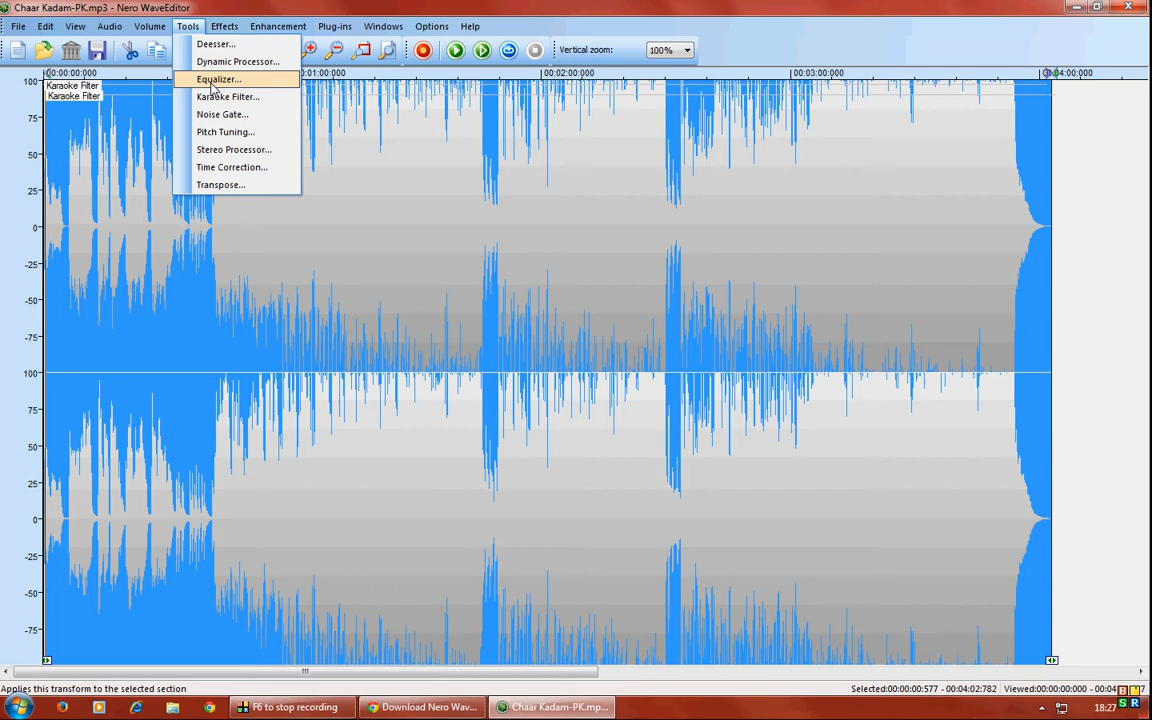 Chaar Kadam-PK.mp3 - Nero WaveEditor
File Edit View Audio Volume Tools Effects Enhancement Plug-ins Windows Options Help
Deesser...
Dynamic Processor...
Equalizer...
Karaoke Filter...
Noise Gate...
Pitch Tuning...
Stereo Processor...
Time Correction...
Transpose...
Vertical zoom: 100%
00:00:00:000 00:01:00:000 00:02:00:000 00:03:00:000 00:04:00:000
Karaoke Filter
Karaoke Filter
100
75
50
25
0
-25
-50
-75
100
75
50
25
0
-25
-50
-75
Applies this transform to the selected section
Selected:00:00:00:577 - 00:04:02:782 Viewed:00:00:00:000 - 00:04
F6 to stop recording
Download Nero Wav...
Chaar Kadam-PK.mp...
18:27
B M
S R